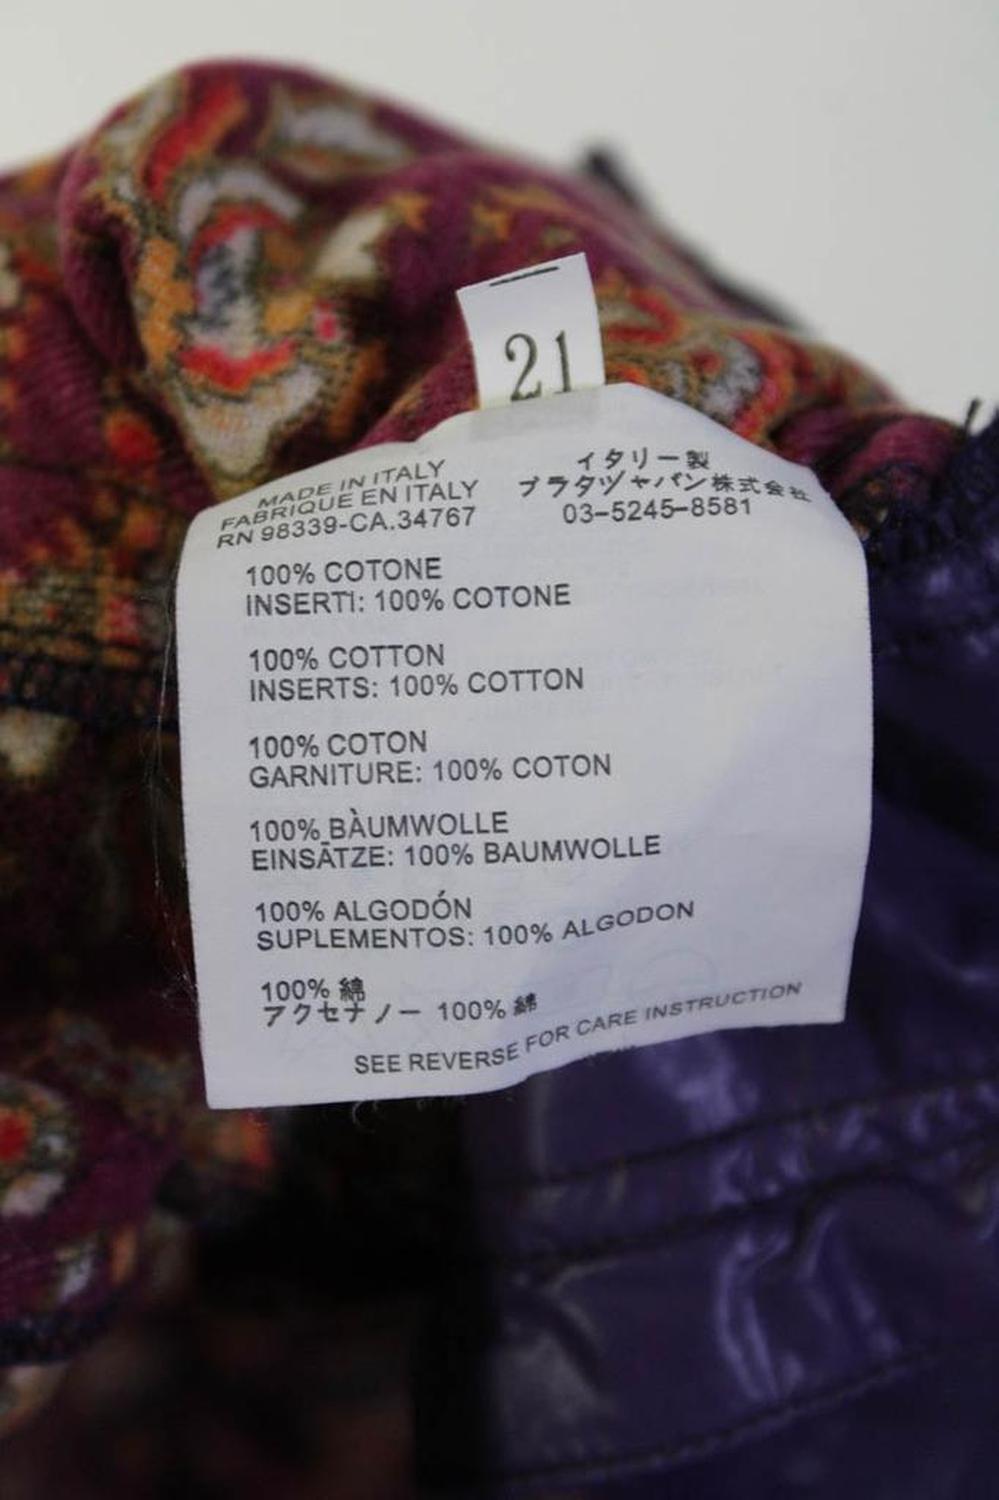 21
MADE IN ITALY
FABRIQUE EN ITALY
RN 98339-CA.34767
イタリー製
プラダジャパン株式会社
03-5245-8581
100% COTONE
INSERTI: 100% COTONE
100% COTTON
INSERTS: 100% COTTON
100% COTON
GARNITURE: 100% COTON
100% BÀUMWOLLE
EINSĀTZE: 100% BAUMWOLLE
100% ALGODÓN
SUPLEMENTOS: 100% ALGODON
100% 綿
アクセナノー 100% 綿
SEE REVERSE FOR CARE INSTRUCTION